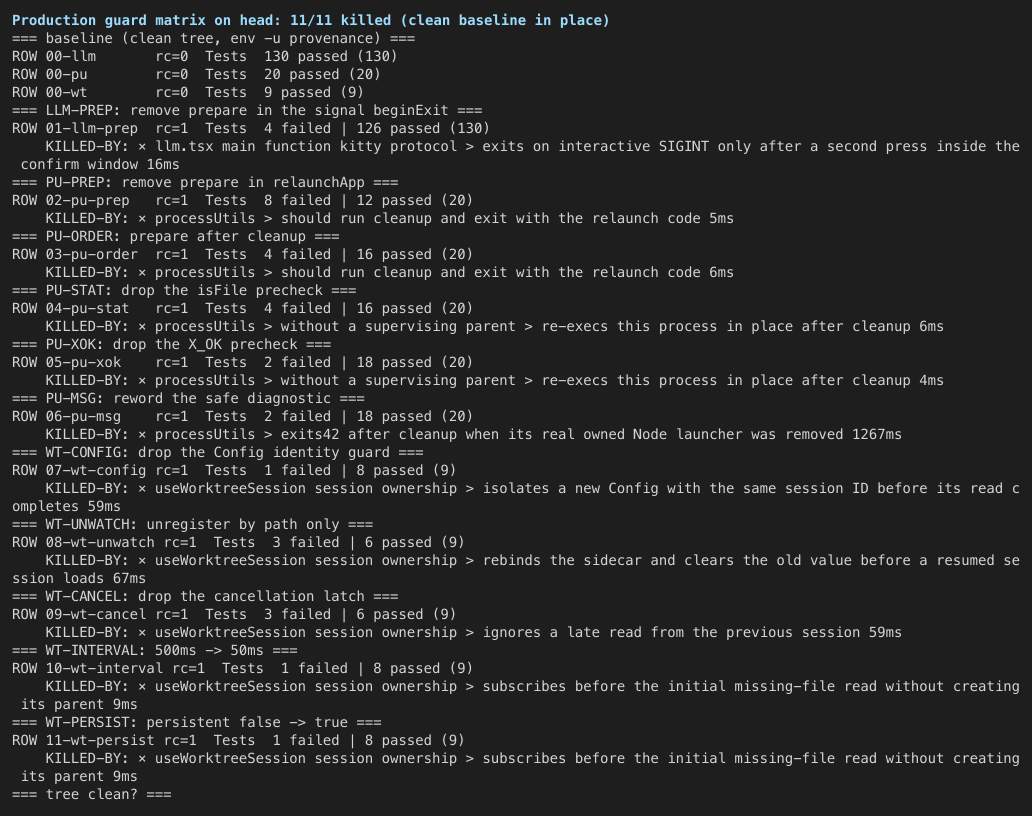 Production guard matrix on head: 11/11 killed (clean baseline in place)
=== baseline (clean tree, env -u provenance) ===
ROW 00-llm       rc=0  Tests  130 passed (130)
ROW 00-pu        rc=0  Tests  20 passed (20)
ROW 00-wt        rc=0  Tests  9 passed (9)
=== LLM-PREP: remove prepare in the signal beginExit ===
ROW 01-llm-prep  rc=1  Tests  4 failed | 126 passed (130)
    KILLED-BY: × llm.tsx main function kitty protocol > exits on interactive SIGINT only after a second press inside the
 confirm window 16ms
=== PU-PREP: remove prepare in relaunchApp ===
ROW 02-pu-prep   rc=1  Tests  8 failed | 12 passed (20)
    KILLED-BY: × processUtils > should run cleanup and exit with the relaunch code 5ms
=== PU-ORDER: prepare after cleanup ===
ROW 03-pu-order  rc=1  Tests  4 failed | 16 passed (20)
    KILLED-BY: × processUtils > should run cleanup and exit with the relaunch code 6ms
=== PU-STAT: drop the isFile precheck ===
ROW 04-pu-stat   rc=1  Tests  4 failed | 16 passed (20)
    KILLED-BY: × processUtils > without a supervising parent > re-execs this process in place after cleanup 6ms
=== PU-XOK: drop the X_OK precheck ===
ROW 05-pu-xok    rc=1  Tests  2 failed | 18 passed (20)
    KILLED-BY: × processUtils > without a supervising parent > re-execs this process in place after cleanup 4ms
=== PU-MSG: reword the safe diagnostic ===
ROW 06-pu-msg    rc=1  Tests  2 failed | 18 passed (20)
    KILLED-BY: × processUtils > exits42 after cleanup when its real owned Node launcher was removed 1267ms
=== WT-CONFIG: drop the Config identity guard ===
ROW 07-wt-config rc=1  Tests  1 failed | 8 passed (9)
    KILLED-BY: × useWorktreeSession session ownership > isolates a new Config with the same session ID before its read c
ompletes 59ms
=== WT-UNWATCH: unregister by path only ===
ROW 08-wt-unwatch rc=1  Tests  3 failed | 6 passed (9)
    KILLED-BY: × useWorktreeSession session ownership > rebinds the sidecar and clears the old value before a resumed se
ssion loads 67ms
=== WT-CANCEL: drop the cancellation latch ===
ROW 09-wt-cancel rc=1  Tests  3 failed | 6 passed (9)
    KILLED-BY: × useWorktreeSession session ownership > ignores a late read from the previous session 59ms
=== WT-INTERVAL: 500ms -> 50ms ===
ROW 10-wt-interval rc=1  Tests  1 failed | 8 passed (9)
    KILLED-BY: × useWorktreeSession session ownership > subscribes before the initial missing-file read without creating
 its parent 9ms
=== WT-PERSIST: persistent false -> true ===
ROW 11-wt-persist rc=1  Tests  1 failed | 8 passed (9)
    KILLED-BY: × useWorktreeSession session ownership > subscribes before the initial missing-file read without creating
 its parent 9ms
=== tree clean? ===